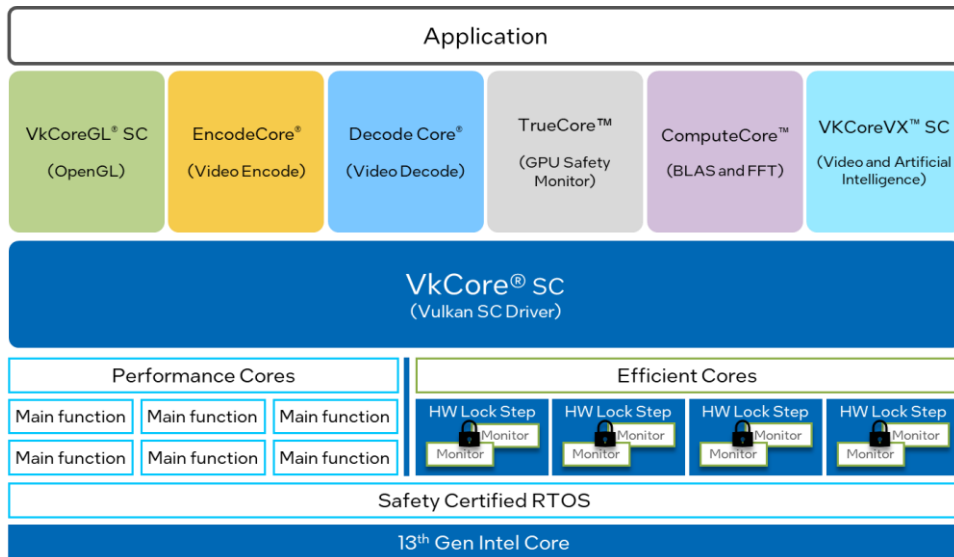 Application
VkCoreGL® SC
(OpenGL)
EncodeCore®
(Video Encode)
Decode Core®
(Video Decode)
TrueCore™
(GPU Safety
Monitor)
ComputeCore™
(BLAS and FFT)
VKCoreVX™ SC
(Video and Artificial
Intelligence)
VkCore® SC
(Vulkan SC Driver)
Performance Cores
Efficient Cores
Main function
Main function
Main function
Main function
Main function
Main function
HW Lock Step
Monitor
Monitor
HW Lock Step
Monitor
Monitor
HW Lock Step
Monitor
Monitor
HW Lock Step
Monitor
Monitor
Safety Certified RTOS
13th Gen Intel Core